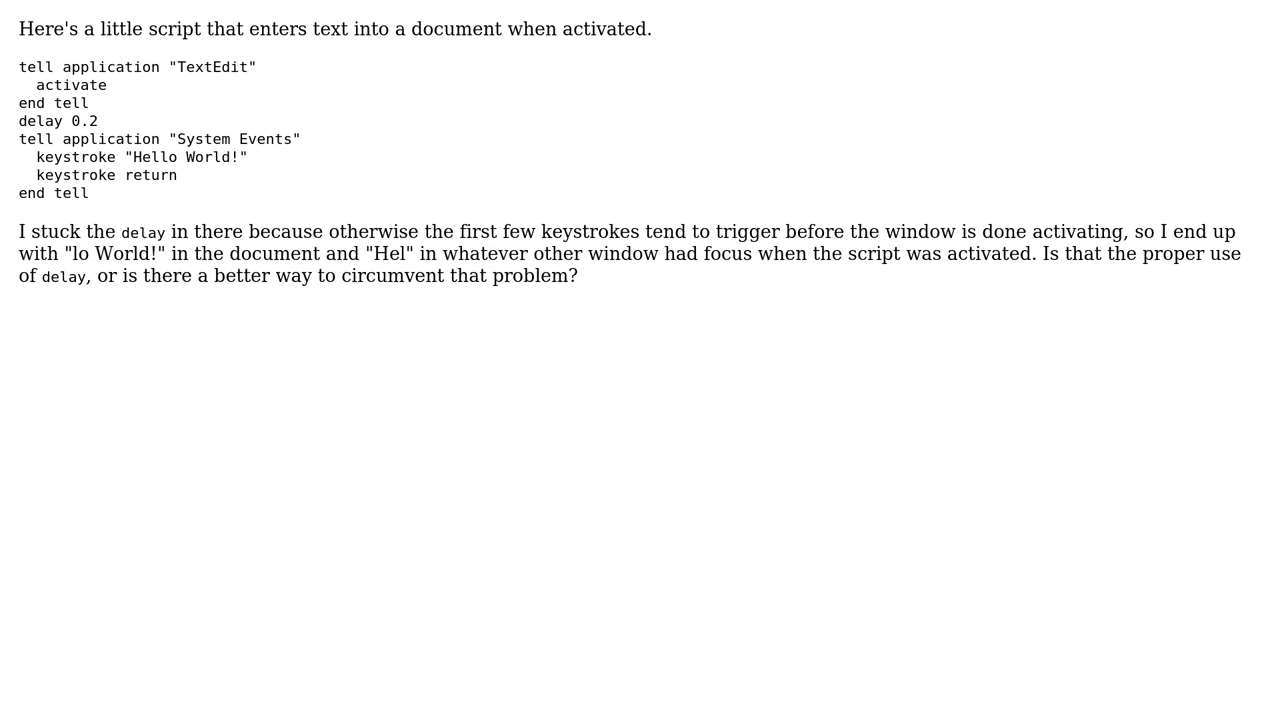 Here's a little script that enters text into a document when activated.
tell application "TextEdit"
  activate
end tell
delay 0.2
tell application "System Events"
  keystroke "Hello World!"
  keystroke return
end tell
I stuck the delay in there because otherwise the first few keystrokes tend to trigger before the window is done activating, so I end up
with "lo World!" in the document and "Hel" in whatever other window had focus when the script was activated. Is that the proper use
of delay, or is there a better way to circumvent that problem?